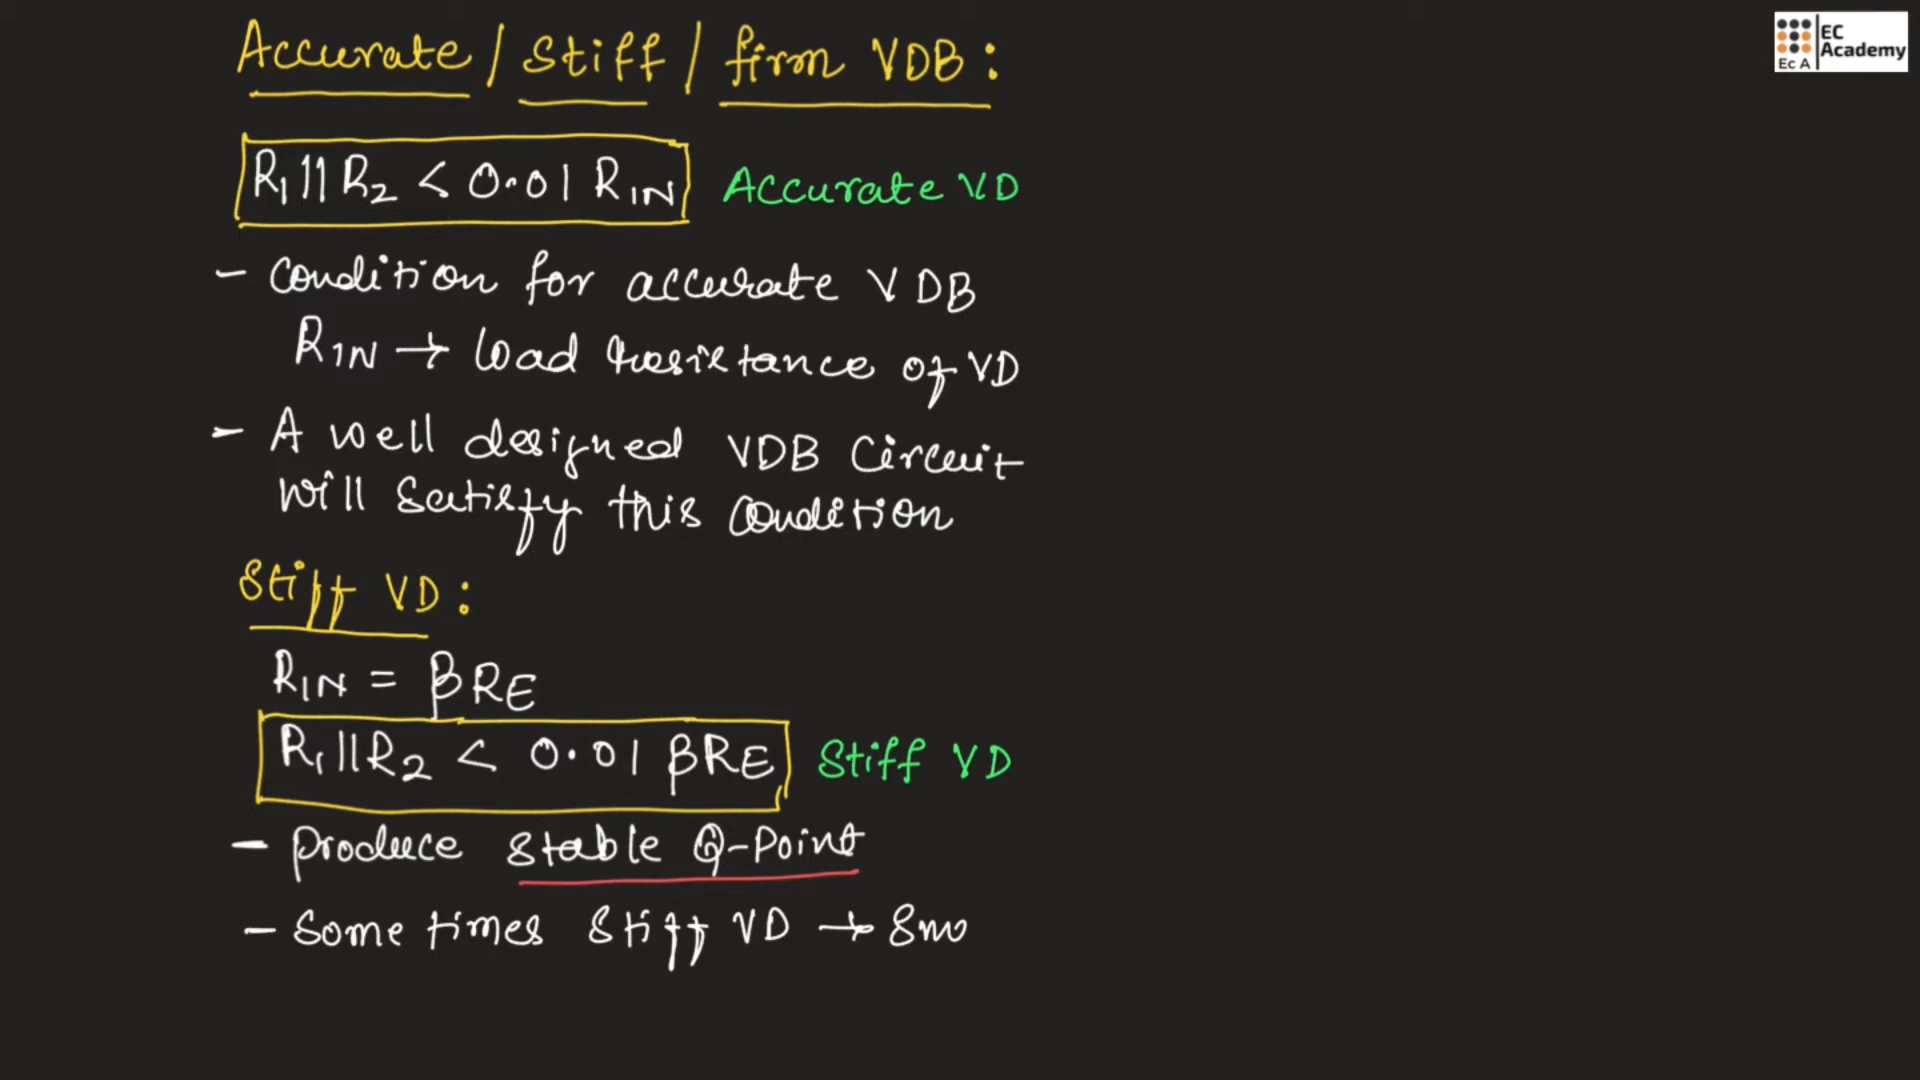 Accurate / stiff / firm VDB :
EC
Academy
Ec A
R1 || R2 < 0.01 RIN Accurate VD
- Condition for accurate VDB
RIN → load resistance of VD
- A well designed VDB Circuit
will Satisfy this Condition
Stiff VD :
RIN = βRE
R1 || R2 < 0.01 βRE Stiff VD
- produce stable Q-Point
- Some times Stiff VD → Smo